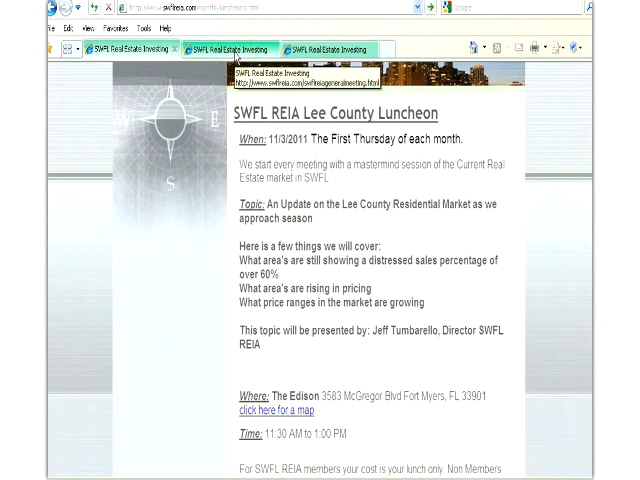 http://www.swflreia.com/monthlyluncheons.html
Google
Edit View Favorites Tools Help
SWFL Real Estate Investing
SWFL Real Estate Investing
SWFL Real Estate Investing
SWFL Real Estate Investing
http://www.swflreia.com/swflreiageneralmeeting.html
W E
S
SWFL REIA Lee County Luncheon
When: 11/3/2011 The First Thursday of each month.
We start every meeting with a mastermind session of the Current Real
Estate market in SWFL
Topic: An Update on the Lee County Residential Market as we
approach season
Here is a few things we will cover:
What area's are still showing a distressed sales percentage of
over 60%
What area's are rising in pricing
What price ranges in the market are growing
This topic will be presented by: Jeff Tumbarello, Director SWFL
REIA
Where: The Edison 3583 McGregor Blvd Fort Myers, FL 33901
click here for a map
Time: 11:30 AM to 1:00 PM
For SWFL REIA members your cost is your lunch only. Non Members